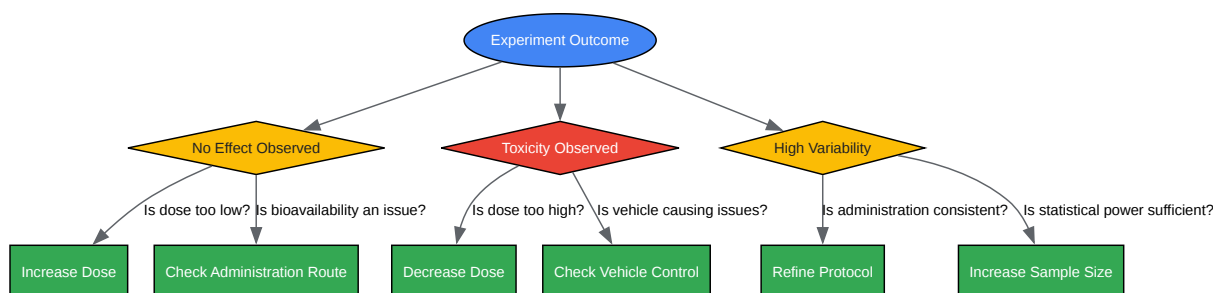 Experiment Outcome
No Effect Observed
Toxicity Observed
High Variability
Is dose too low?
Is bioavailability an issue?
Is dose too high?
Is vehicle causing issues?
Is administration consistent?
Is statistical power sufficient?
Increase Dose
Check Administration Route
Decrease Dose
Check Vehicle Control
Refine Protocol
Increase Sample Size